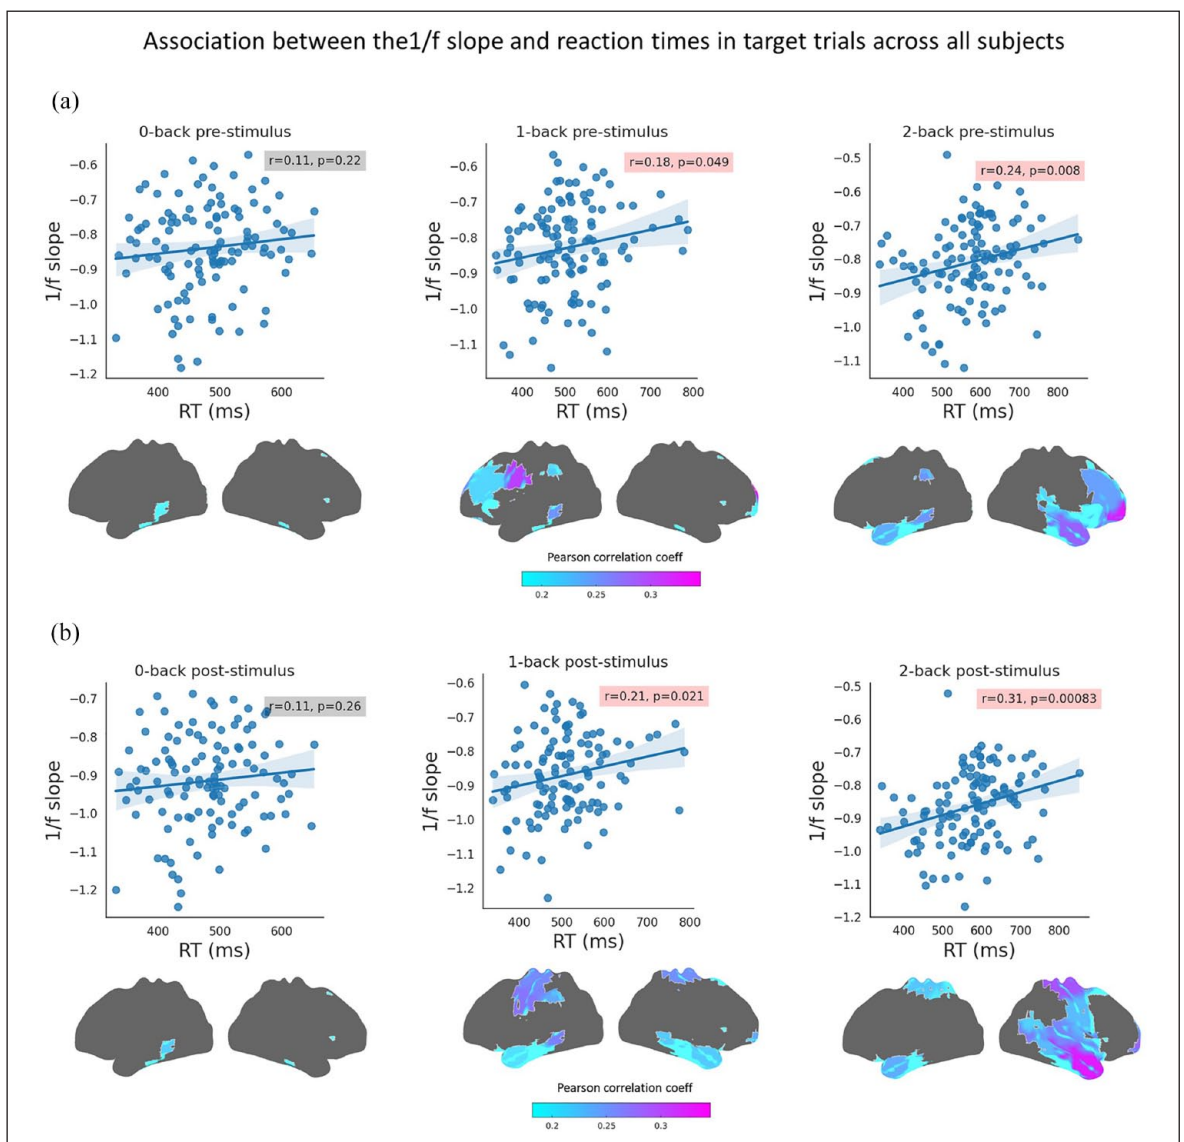 Association between the1/f slope and reaction times in target trials across all subjects
(a)
0-back pre-stimulus
r=0.11, p=0.22
1/f slope
−0.6
−0.7
−0.8
−0.9
−1.0
−1.1
−1.2
400 500 600
RT (ms)
1-back pre-stimulus
r=0.18, p=0.049
1/f slope
−0.6
−0.7
−0.8
−0.9
−1.0
−1.1
400 500 600 700 800
RT (ms)
2-back pre-stimulus
r=0.24, p=0.008
1/f slope
−0.5
−0.6
−0.7
−0.8
−0.9
−1.0
−1.1
400 500 600 700 800
RT (ms)
Pearson correlation coeff
0.2 0.25 0.3
(b)
0-back post-stimulus
r=0.11, p=0.26
1/f slope
−0.7
−0.8
−0.9
−1.0
−1.1
−1.2
400 500 600
RT (ms)
1-back post-stimulus
r=0.21, p=0.021
1/f slope
−0.6
−0.7
−0.8
−0.9
−1.0
−1.1
−1.2
400 500 600 700 800
RT (ms)
2-back post-stimulus
r=0.31, p=0.00083
1/f slope
−0.5
−0.6
−0.7
−0.8
−0.9
−1.0
−1.1
−1.2
400 500 600 700 800
RT (ms)
Pearson correlation coeff
0.2 0.25 0.3